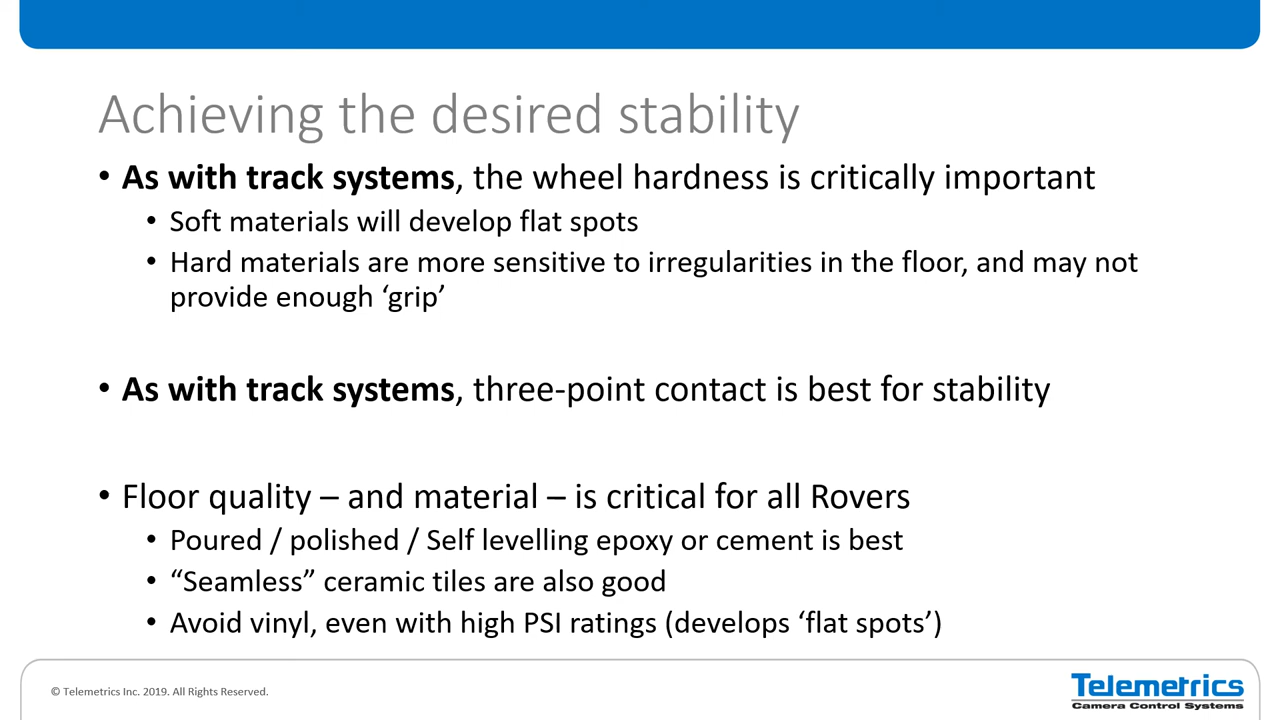 Achieving the desired stability
• As with track systems, the wheel hardness is critically important
• Soft materials will develop flat spots
• Hard materials are more sensitive to irregularities in the floor, and may not
provide enough ‘grip’
• As with track systems, three-point contact is best for stability
• Floor quality – and material – is critical for all Rovers
• Poured / polished / Self levelling epoxy or cement is best
• “Seamless” ceramic tiles are also good
• Avoid vinyl, even with high PSI ratings (develops ‘flat spots’)
© Telemetrics Inc. 2019. All Rights Reserved.
Telemetrics
Camera Control Systems